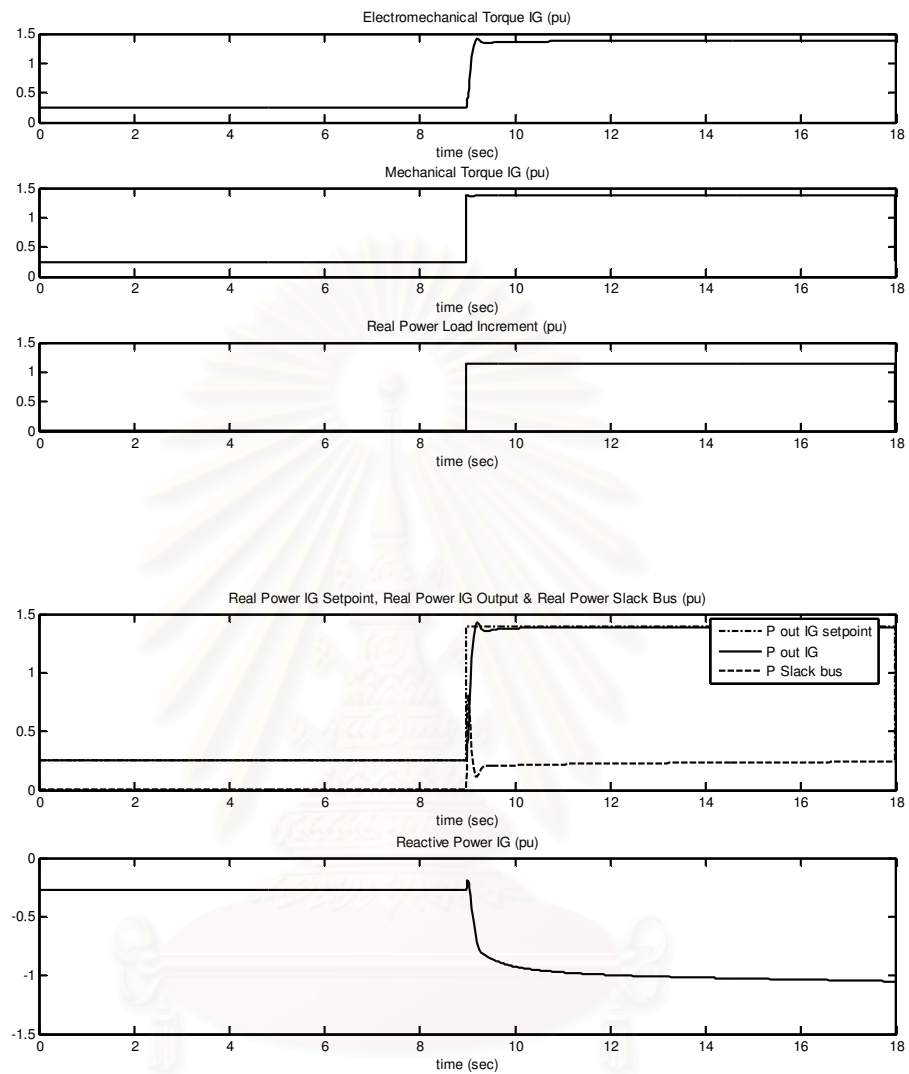 Electromechanical Torque IG (pu)
1.5
1
0.5
0
0 2 4 6 8 10 12 14 16 18
time (sec)
Mechanical Torque IG (pu)
1.5
1
0.5
0
0 2 4 6 8 10 12 14 16 18
time (sec)
Real Power Load Increment (pu)
1.5
1
0.5
0
0 2 4 6 8 10 12 14 16 18
time (sec)
Real Power IG Setpoint, Real Power IG Output & Real Power Slack Bus (pu)
1.5
1
0.5
0
P out IG setpoint
P out IG
P Slack bus
0 2 4 6 8 10 12 14 16 18
time (sec)
Reactive Power IG (pu)
0
-0.5
-1
-1.5
0 2 4 6 8 10 12 14 16 18
time (sec)